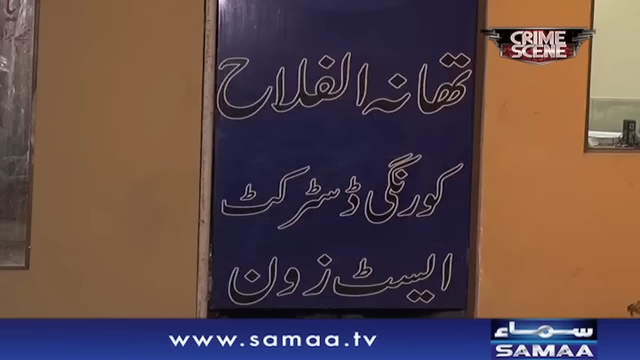 CRIME
SCENE
تھانہ الفلاح
کورنگی ڈسٹرکٹ
ایسٹ زون
www.samaa.tv
سماء
SAMAA